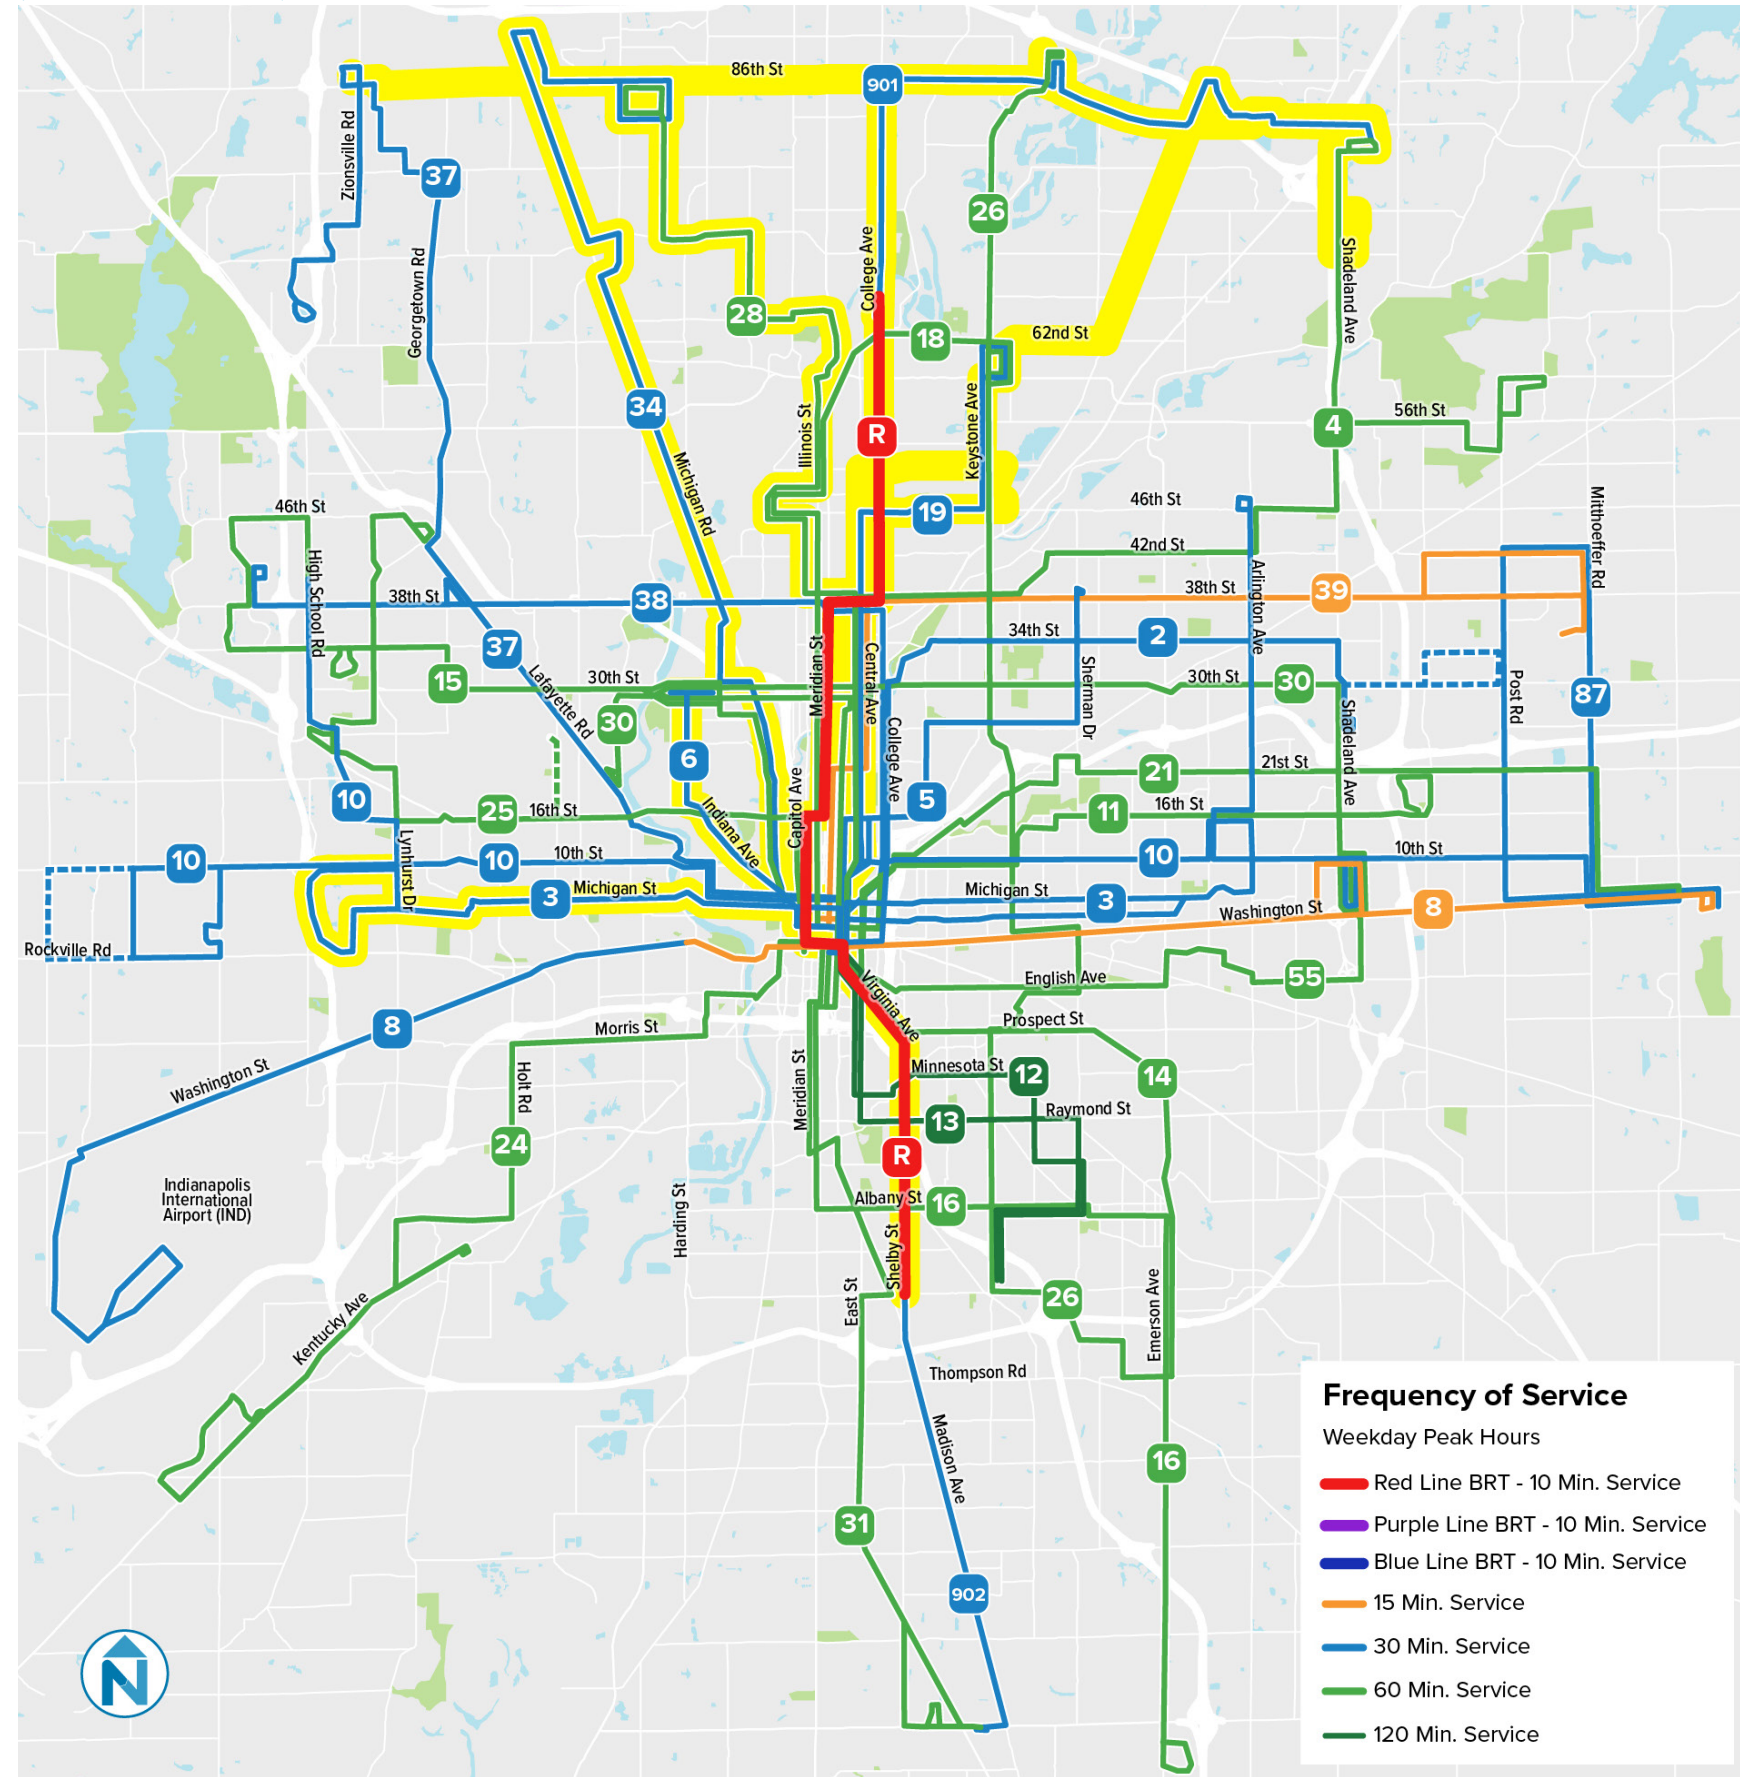 86th St
901
Zionsville Rd
37
26
College Ave
Georgetown Rd
Shadeland Ave
28
18
62nd St
34
Illinois St
R
Keystone Ave
56th St
4
Michigan Rd
46th St
19
46th St
Mitthoeffer Rd
High School Rd
42nd St
Arlington Ave
38th St
38
38th St
39
37
Meridian St
Central Ave
34th St
2
15
30th St
Lafayette Rd
30
College Ave
Sherman Dr
30th St
30
Post Rd
87
Shadeland Ave
6
21
21st St
10
25
16th St
Indiana Ave
Capitol Ave
5
11
16th St
10
Lynhurst Dr
10
10th St
10
10th St
3
Michigan St
Michigan St
3
Washington St
8
Rockville Rd
English Ave
55
Virginia Ave
8
Morris St
Prospect St
Washington St
Holt Rd
Meridian St
Minnesota St
12
14
24
13
Raymond St
R
Indianapolis
International
Airport (IND)
Harding St
Albany St
16
Shelby St
Kentucky Ave
East St
26
Emerson Ave
Thompson Rd
Madison Ave
16
31
902
N
Frequency of Service
Weekday Peak Hours
Red Line BRT - 10 Min. Service
Purple Line BRT - 10 Min. Service
Blue Line BRT - 10 Min. Service
15 Min. Service
30 Min. Service
60 Min. Service
120 Min. Service